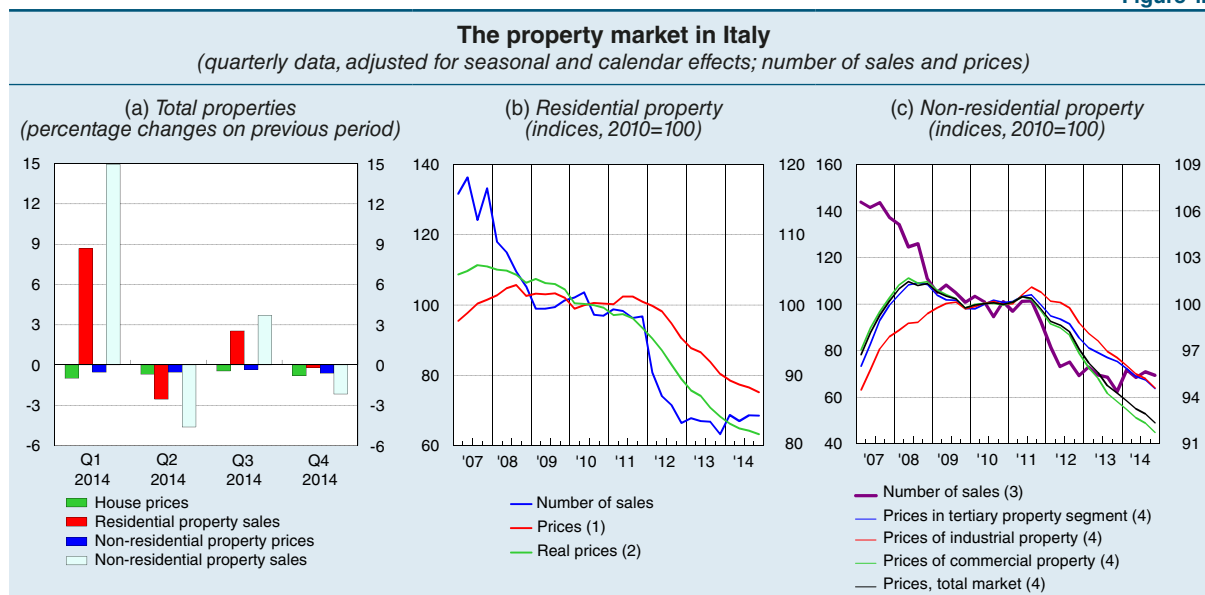 The property market in Italy
(quarterly data, adjusted for seasonal and calendar effects; number of sales and prices)
(a) Total properties
(percentage changes on previous period)
15 15
12 12
9 9
6 6
3 3
0 0
-3 -3
-6 -6
Q1 Q2 Q3 Q4
2014 2014 2014 2014
House prices
Residential property sales
Non-residential property prices
Non-residential property sales
(b) Residential property
(indices, 2010=100)
140 120
120 110
100 100
80 90
60 80
'07 '08 '09 '10 '11 '12 '13 '14
Number of sales
Prices (1)
Real prices (2)
(c) Non-residential property
(indices, 2010=100)
160 109
140 106
120 103
100 100
80 97
60 94
40 91
'07 '08 '09 '10 '11 '12 '13 '14
Number of sales (3)
Prices in tertiary property segment (4)
Prices of industrial property (4)
Prices of commercial property (4)
Prices, total market (4)